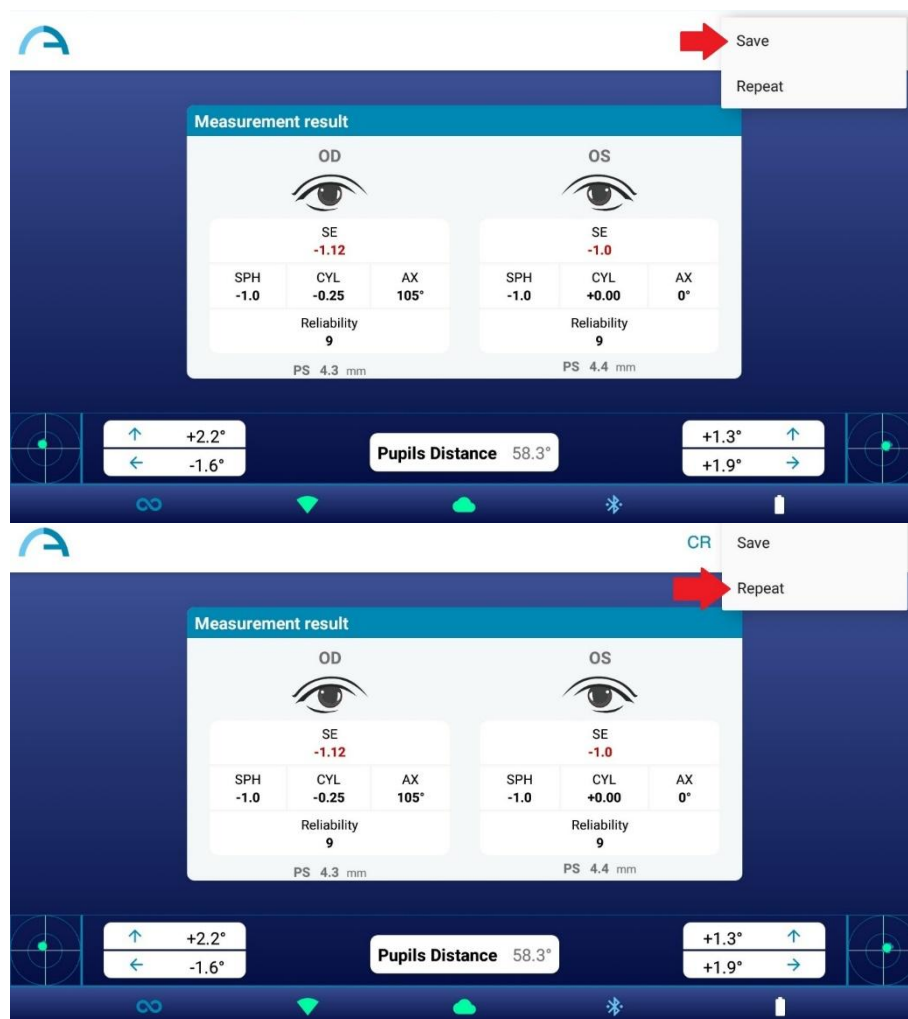 Save
Repeat
Measurement result
OD OS
SE SE
-1.12 -1.0
SPH CYL AX SPH CYL AX
-1.0 -0.25 105° -1.0 +0.00 0°
Reliability Reliability
9 9
PS 4.3 mm PS 4.4 mm
+2.2° +1.3°
Pupils Distance 58.3°
-1.6° +1.9°
CR Save
Repeat
Measurement result
OD OS
SE SE
-1.12 -1.0
SPH CYL AX SPH CYL AX
-1.0 -0.25 105° -1.0 +0.00 0°
Reliability Reliability
9 9
PS 4.3 mm PS 4.4 mm
+2.2° +1.3°
Pupils Distance 58.3°
-1.6° +1.9°